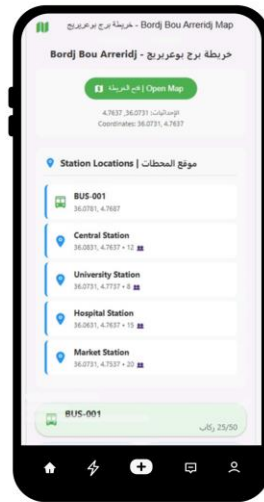 خريطة برج بوعريريج - Bordj Bou Arreridj Map
خريطة برج بوعريريج - Bordj Bou Arreridj
فتح الخريطة | Open Map
الإحداثيات: 36.0731, 4.7637
Coordinates: 36.0731, 4.7637
موقع المحطات | Station Locations
BUS-001
36.0781, 4.7687
Central Station
36.0831, 4.7637 • 12
University Station
36.0731, 4.7737 • 8
Hospital Station
36.0631, 4.7637 • 15
Market Station
36.0731, 4.7537 • 20
BUS-001
25/50 ركاب